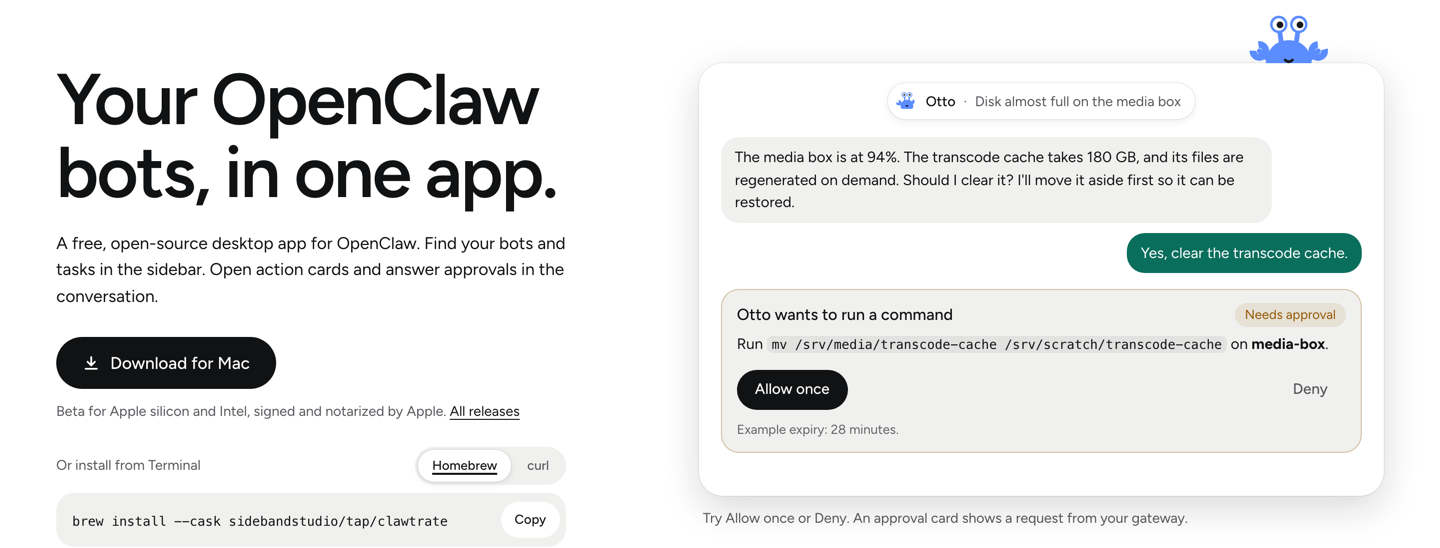 Your OpenClaw
bots, in one app.
A free, open-source desktop app for OpenClaw. Find your bots and
tasks in the sidebar. Open action cards and answer approvals in the
conversation.
Download for Mac
Beta for Apple silicon and Intel, signed and notarized by Apple. All releases
Or install from Terminal
Homebrew
curl
brew install --cask sidebandstudio/tap/clawtrate
Copy
Otto · Disk almost full on the media box
The media box is at 94%. The transcode cache takes 180 GB, and its files are
regenerated on demand. Should I clear it? I'll move it aside first so it can be
restored.
Yes, clear the transcode cache.
Otto wants to run a command
Needs approval
Run mv /srv/media/transcode-cache /srv/scratch/transcode-cache on media-box.
Allow once
Deny
Example expiry: 28 minutes.
Try Allow once or Deny. An approval card shows a request from your gateway.